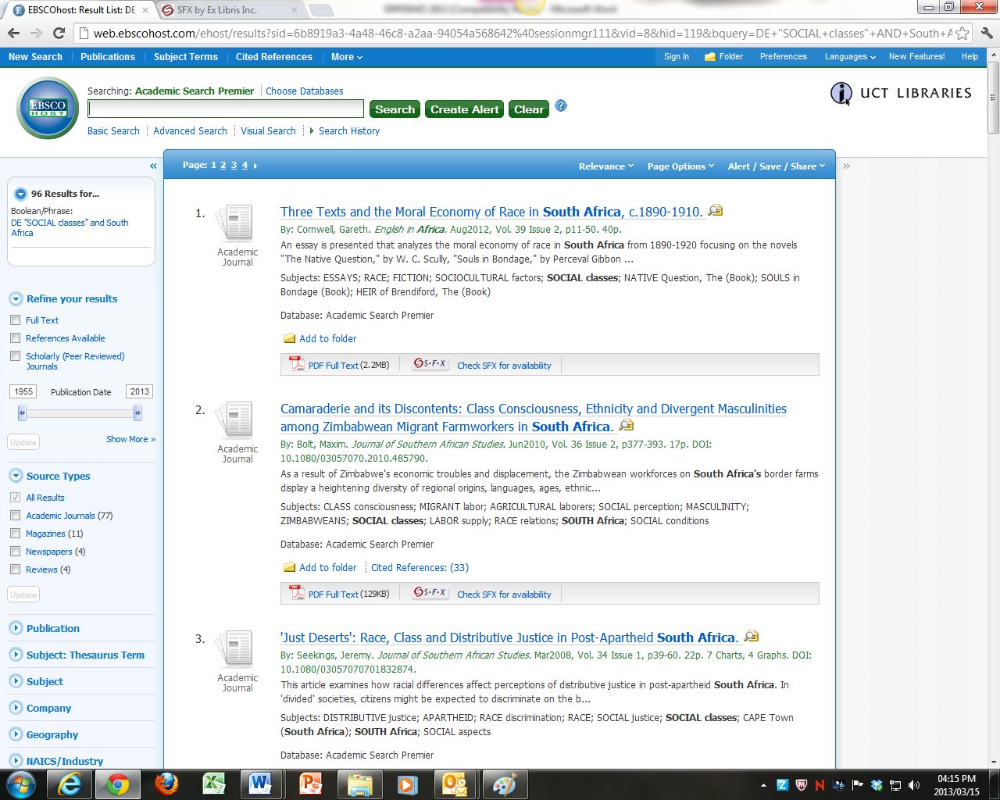 EBSCOhost: Result List: DE
SFX by Ex Libris Inc.
web.ebscohost.com/ehost/results?sid=6b8919a3-4a48-46c8-a2aa-94054a568642%40sessionmgr111&vid=8&hid=119&bquery=DE+"SOCIAL+classes"+AND+South+A
New Search Publications Subject Terms Cited References More
Sign In Folder Preferences Languages New Features! Help
EBSCO
HOST
Searching: Academic Search Premier Choose Databases
Search Create Alert Clear ?
Basic Search Advanced Search Visual Search Search History
i UCT LIBRARIES
« Page: 1 2 3 4
Relevance Page Options Alert / Save / Share »
96 Results for...
Boolean/Phrase:
DE "SOCIAL classes" and South
Africa
Refine your results
Full Text
References Available
Scholarly (Peer Reviewed)
Journals
1955 Publication Date 2013
Show More »
Update
Source Types
All Results
Academic Journals (77)
Magazines (11)
Newspapers (4)
Reviews (4)
Update
Publication
Subject: Thesaurus Term
Subject
Company
Geography
NAICS/Industry
1. Three Texts and the Moral Economy of Race in South Africa, c.1890-1910.
Academic
Journal
By: Cornwell, Gareth. English in Africa. Aug2012, Vol. 39 Issue 2, p11-50. 40p.
An essay is presented that analyzes the moral economy of race in South Africa from 1890-1920 focusing on the novels
"The Native Question," by W. C. Scully, "Souls in Bondage," by Perceval Gibbon ...
Subjects: ESSAYS; RACE; FICTION; SOCIOCULTURAL factors; SOCIAL classes; NATIVE Question, The (Book); SOULS in
Bondage (Book); HEIR of Brendiford, The (Book)
Database: Academic Search Premier
Add to folder
PDF Full Text (2.2MB) S·F·X Check SFX for availability
2. Camaraderie and its Discontents: Class Consciousness, Ethnicity and Divergent Masculinities
among Zimbabwean Migrant Farmworkers in South Africa.
Academic
Journal
By: Bolt, Maxim. Journal of Southern African Studies. Jun2010, Vol. 36 Issue 2, p377-393. 17p. DOI:
10.1080/03057070.2010.485790.
As a result of Zimbabwe's economic troubles and displacement, the Zimbabwean workforces on South Africa's border farms
display a heightening diversity of regional origins, languages, ages, ethnic...
Subjects: CLASS consciousness; MIGRANT labor; AGRICULTURAL laborers; SOCIAL perception; MASCULINITY;
ZIMBABWEANS; SOCIAL classes; LABOR supply; RACE relations; SOUTH Africa; SOCIAL conditions
Database: Academic Search Premier
Add to folder Cited References: (33)
PDF Full Text (129KB) S·F·X Check SFX for availability
3. 'Just Deserts': Race, Class and Distributive Justice in Post-Apartheid South Africa.
Academic
Journal
By: Seekings, Jeremy. Journal of Southern African Studies. Mar2008, Vol. 34 Issue 1, p39-60. 22p. 7 Charts, 4 Graphs. DOI:
10.1080/03057070701832874.
This article examines how racial differences affect perceptions of distributive justice in post-apartheid South Africa. In
'divided' societies, citizens might be expected to discriminate on the b...
Subjects: DISTRIBUTIVE justice; APARTHEID; RACE discrimination; RACE; SOCIAL justice; SOCIAL classes; CAPE Town
(South Africa); SOUTH Africa; SOCIAL aspects
Database: Academic Search Premier
04:15 PM
2013/03/15